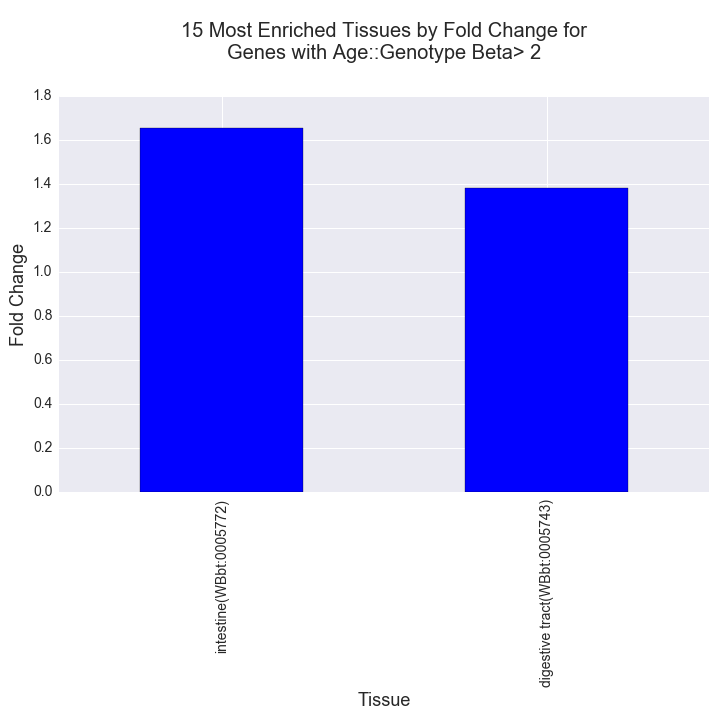 15 Most Enriched Tissues by Fold Change for
Genes with Age::Genotype Beta> 2
Fold Change
1.8
1.6
1.4
1.2
1.0
0.8
0.6
0.4
0.2
0.0
intestine(WBbt:0005772)
digestive tract(WBbt:0005743)
Tissue